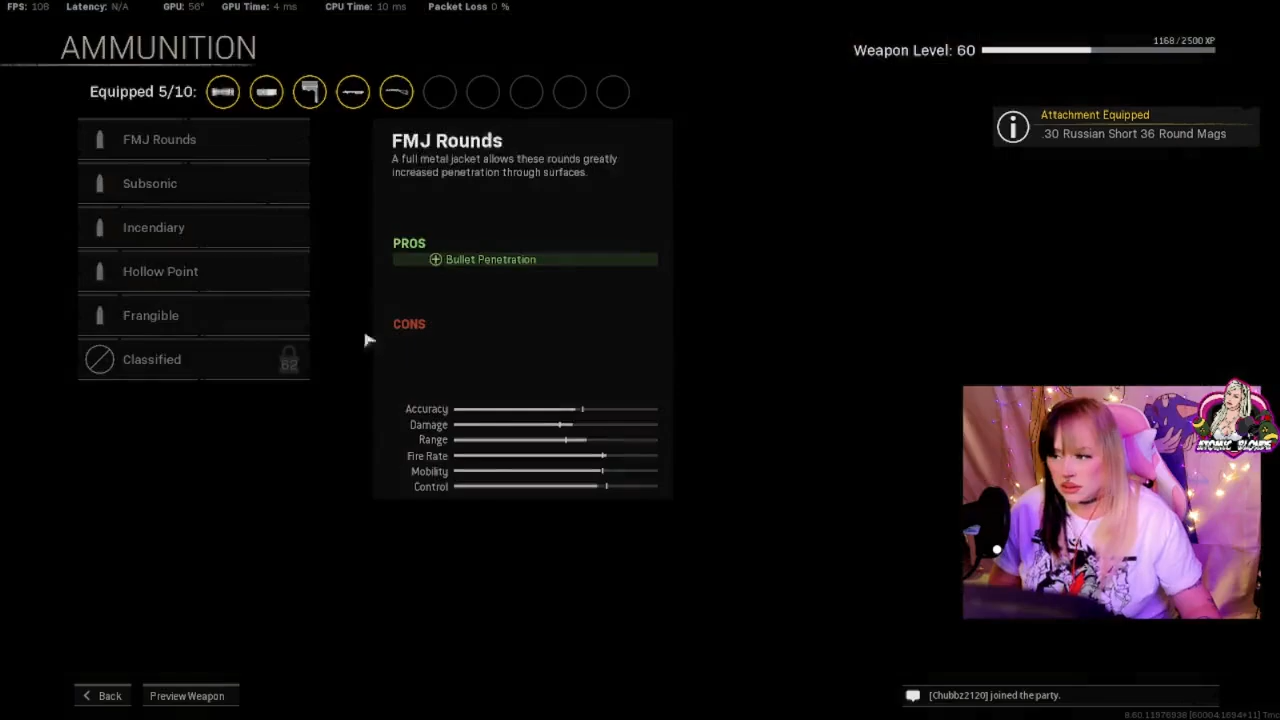 FPS: 108 Latency: N/A GPU: 56° GPU Time: 4 ms CPU Time: 10 ms Packet Loss 0 %
AMMUNITION
Weapon Level: 60
1168 / 2500 XP
Equipped 5/10:
Attachment Equipped
.30 Russian Short 36 Round Mags
FMJ Rounds
Subsonic
Incendiary
Hollow Point
Frangible
Classified
62
FMJ Rounds
A full metal jacket allows these rounds greatly
increased penetration through surfaces.
PROS
Bullet Penetration
CONS
Accuracy
Damage
Range
Fire Rate
Mobility
Control
ATOMIC BLONDE
Back
Preview Weapon
[Chubbz2120] joined the party.